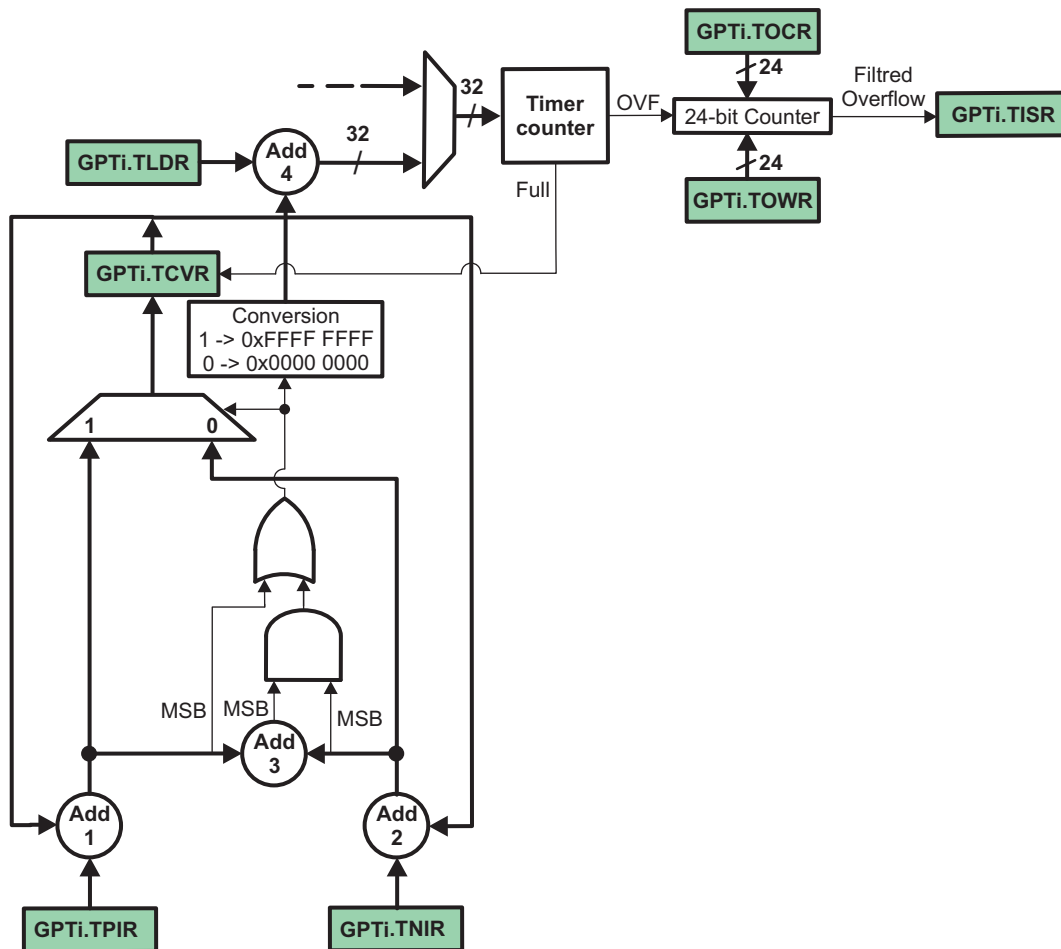 GPTi.TOCR
24
32
Timer
counter
OVF
24-bit Counter
Filtred
Overflow
GPTi.TISR
24
GPTi.TOWR
GPTi.TLDR
Add
4
32
Full
GPTi.TCVR
Conversion
1 -> 0xFFFF FFFF
0 -> 0x0000 0000
1
0
MSB
MSB
MSB
Add
3
Add
1
Add
2
GPTi.TPIR
GPTi.TNIR